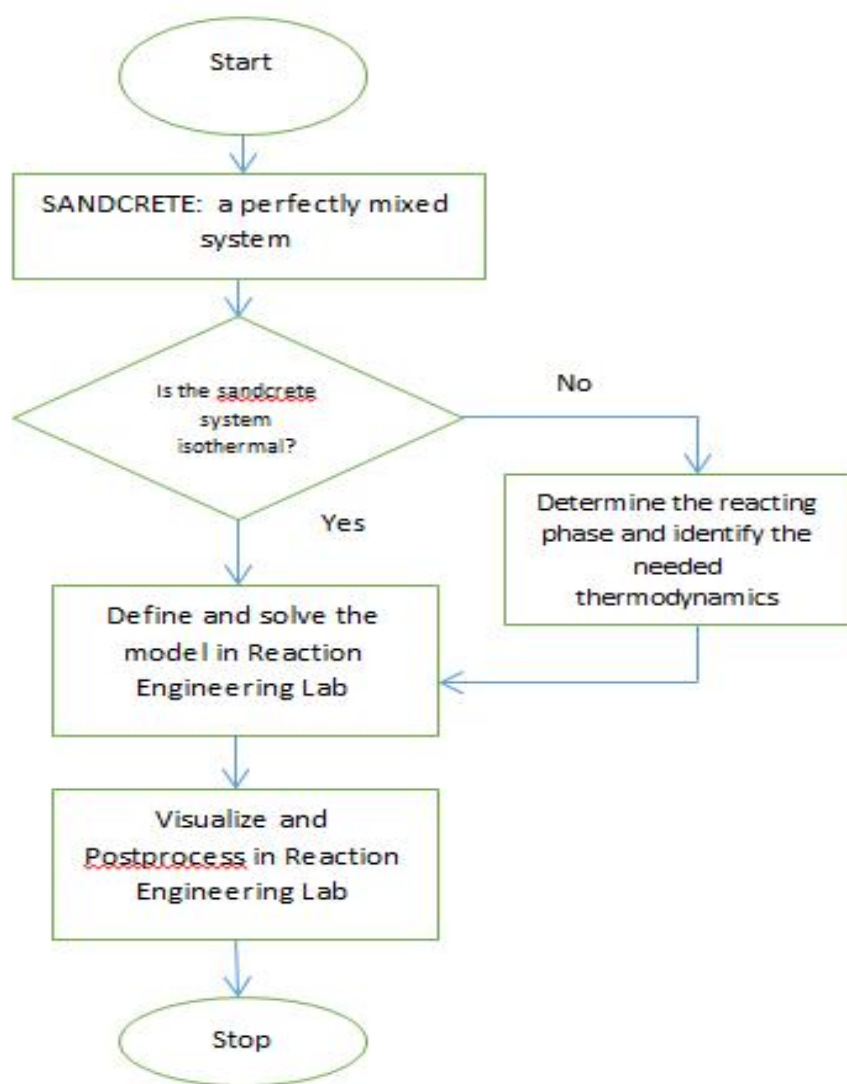 Start
SANDCRETE: a perfectly mixed
system
Is the sandcrete
system
isothermal?
No
Determine the reacting
phase and identify the
needed
thermodynamics
Yes
Define and solve the
model in Reaction
Engineering Lab
Visualize and
Postprocess in Reaction
Engineering Lab
Stop